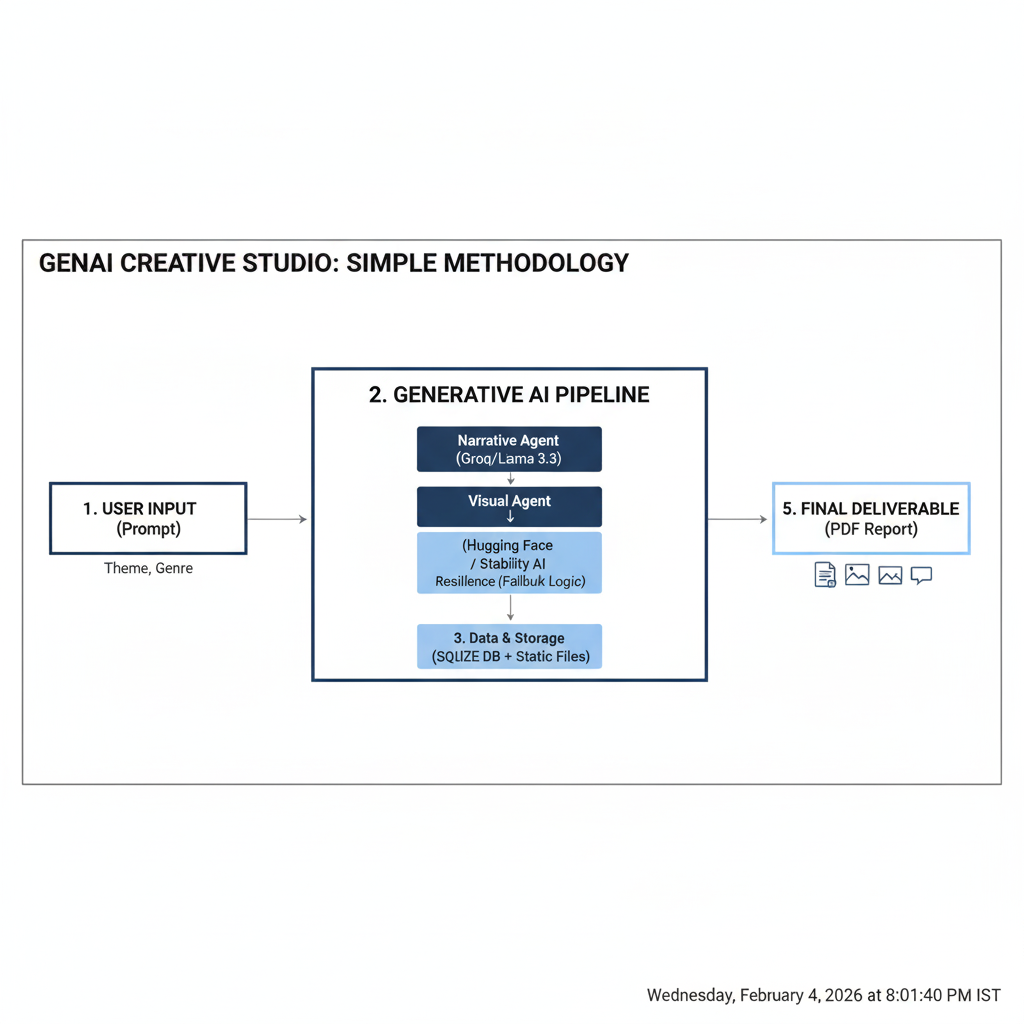 GENAI CREATIVE STUDIO: SIMPLE METHODOLOGY
1. USER INPUT
(Prompt)
Theme, Genre
2. GENERATIVE AI PIPELINE
Narrative Agent
(Groq/Lama 3.3)
Visual Agent
(Hugging Face
/ Stability AI
Resillence (Fallbuk Logic)
3. Data & Storage
(SQLIZE DB + Static Files)
5. FINAL DELIVERABLE
(PDF Report)
Wednesday, February 4, 2026 at 8:01:40 PM IST